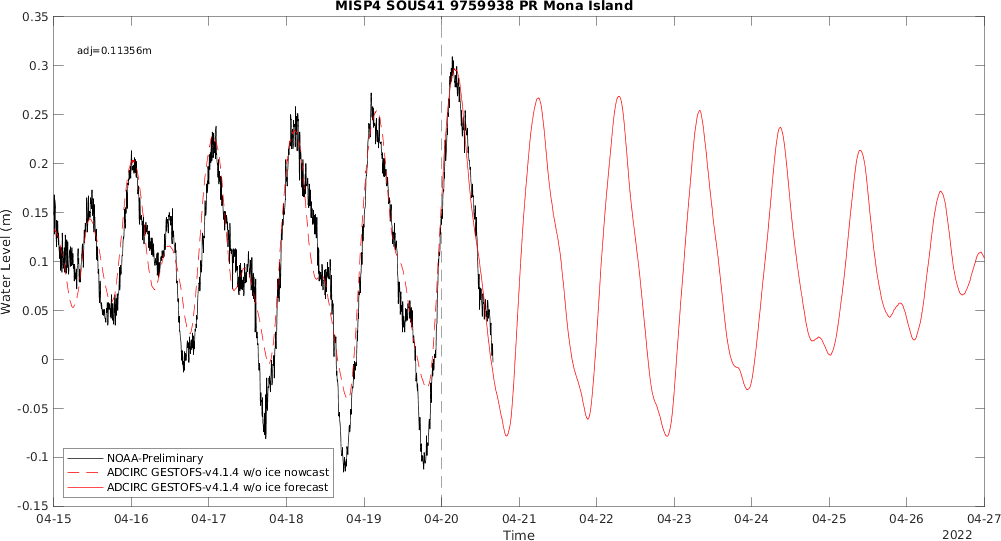 MISP4 SOUS41 9759938 PR Mona Island
adj=0.11356m
0.35
0.3
0.25
0.2
0.15
0.1
0.05
0
-0.05
-0.1
-0.15
Water Level (m)
NOAA-Preliminary
ADCIRC GESTOFS-v4.1.4 w/o ice nowcast
ADCIRC GESTOFS-v4.1.4 w/o ice forecast
04-15 04-16 04-17 04-18 04-19 04-20 04-21 04-22 04-23 04-24 04-25 04-26 04-27
Time
2022